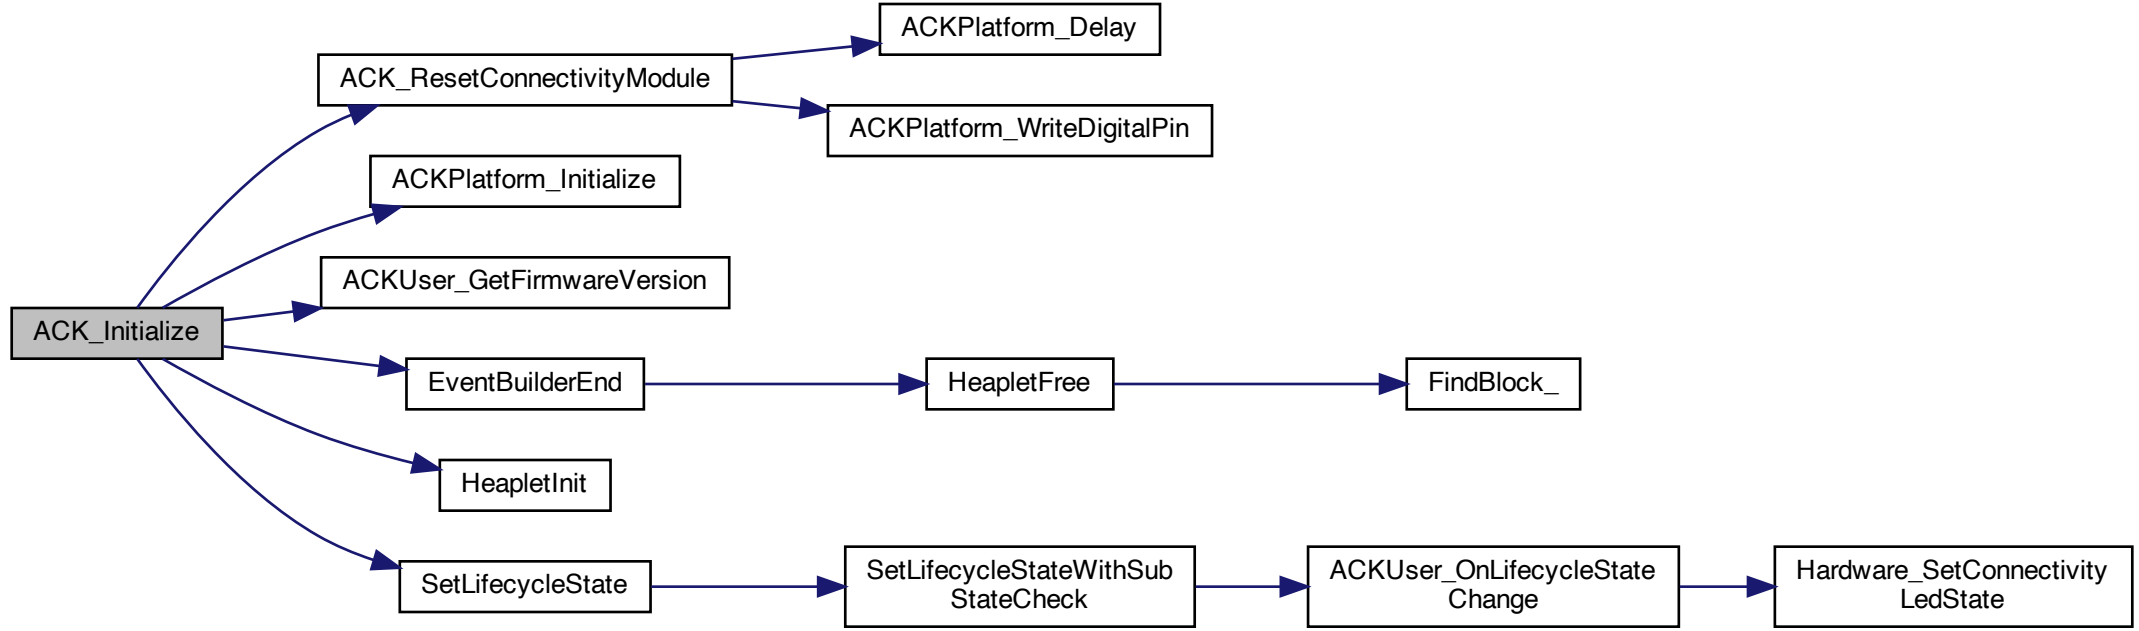 ACKPlatform_Delay
ACK_ResetConnectivityModule
ACKPlatform_WriteDigitalPin
ACKPlatform_Initialize
ACKUser_GetFirmwareVersion
ACK_Initialize
EventBuilderEnd
HeapletFree
FindBlock_
HeapletInit
SetLifecycleState
SetLifecycleStateWithSub
StateCheck
ACKUser_OnLifecycleState
Change
Hardware_SetConnectivity
LedState